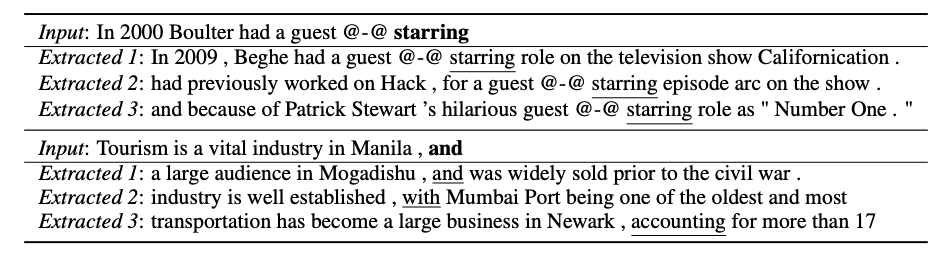 Input: In 2000 Boulter had a guest @-@ starring
Extracted 1: In 2009 , Beghe had a guest @-@ starring role on the television show Californication .
Extracted 2: had previously worked on Hack , for a guest @-@ starring episode arc on the show .
Extracted 3: and because of Patrick Stewart ’s hilarious guest @-@ starring role as " Number One . "
Input: Tourism is a vital industry in Manila , and
Extracted 1: a large audience in Mogadishu , and was widely sold prior to the civil war .
Extracted 2: industry is well established , with Mumbai Port being one of the oldest and most
Extracted 3: transportation has become a large business in Newark , accounting for more than 17